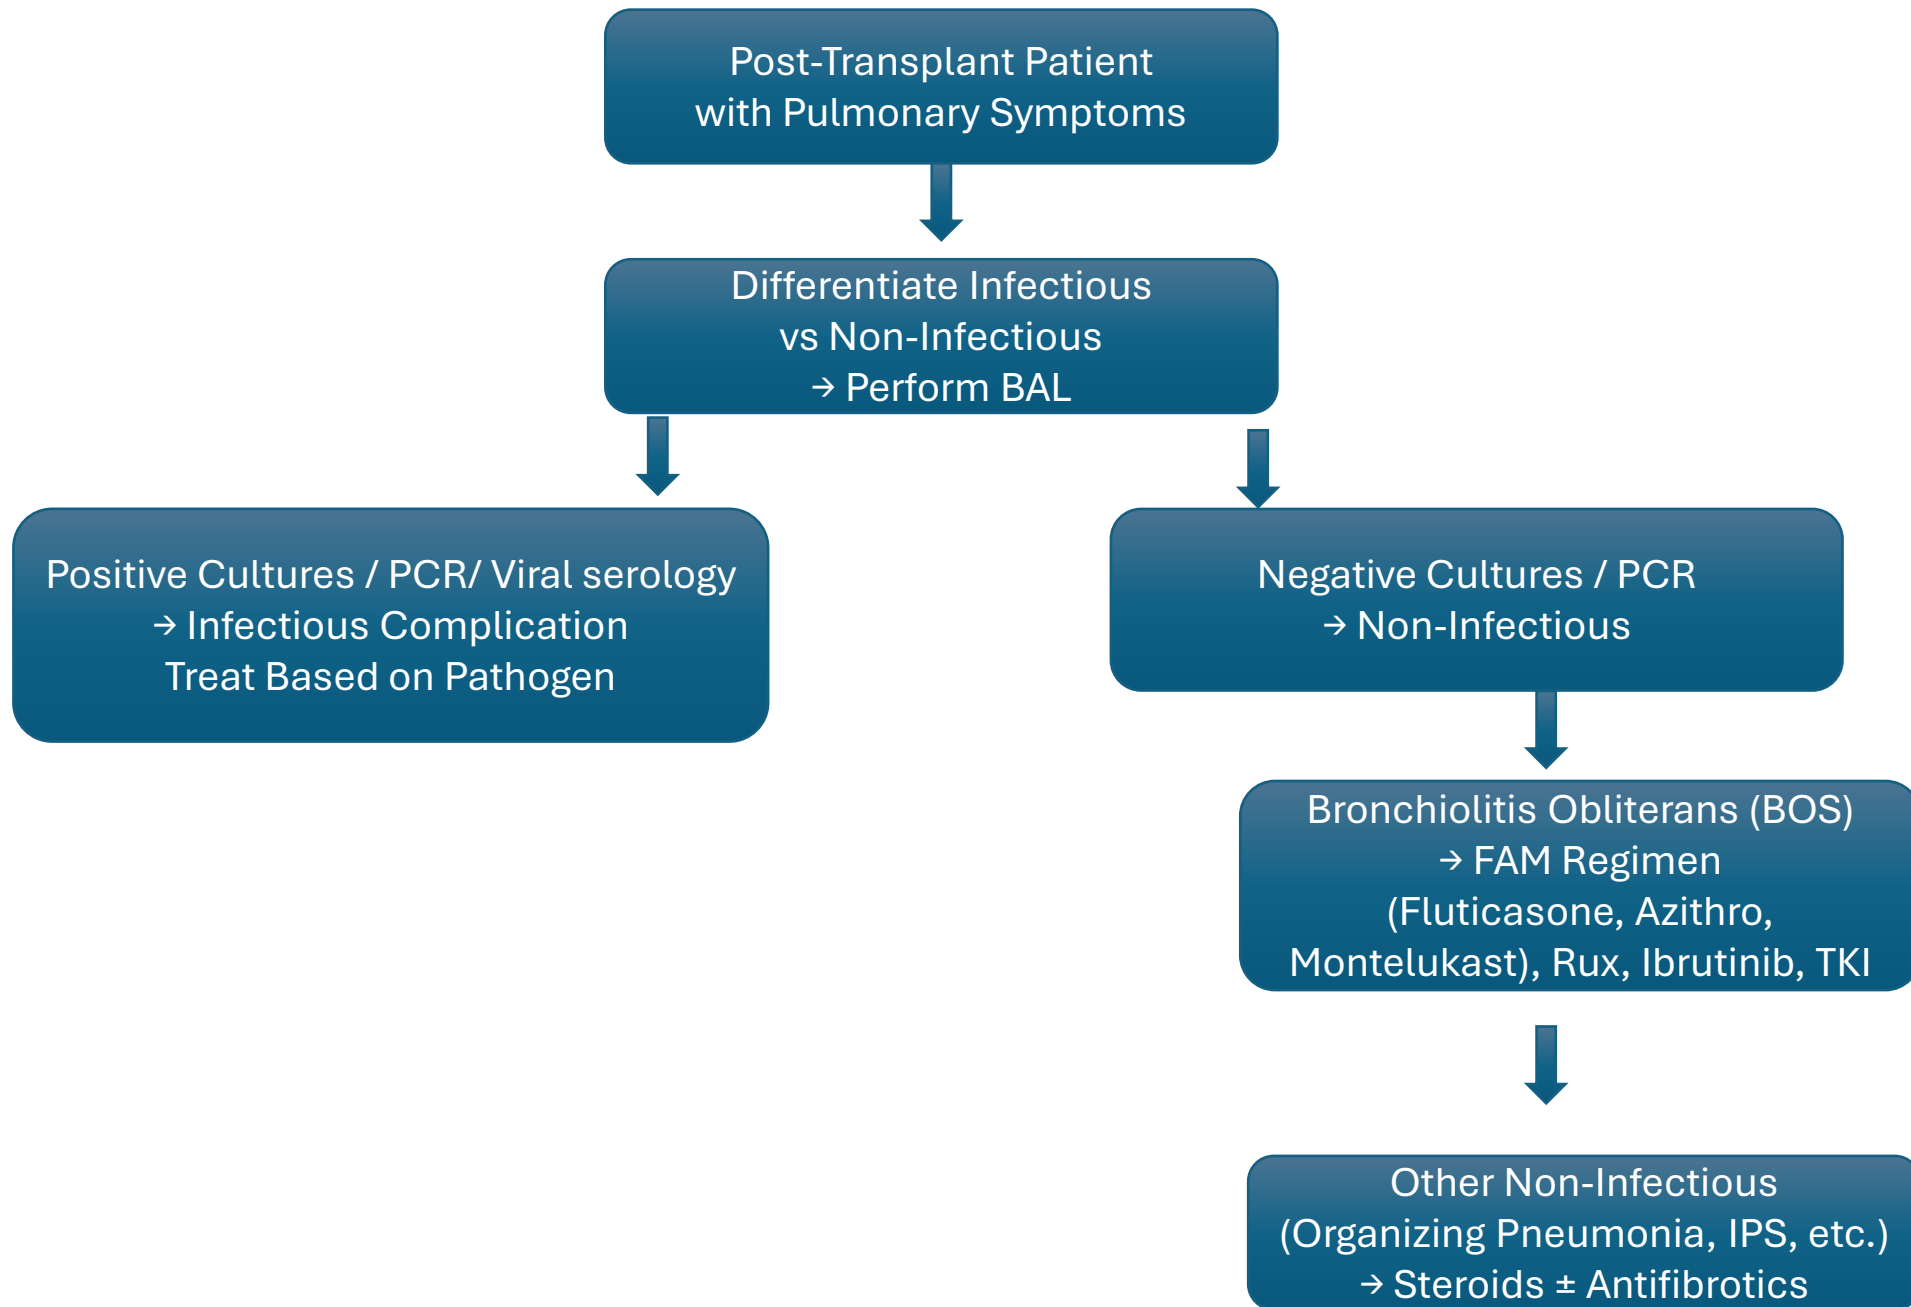 Post-Transplant Patient
with Pulmonary Symptoms
Differentiate Infectious
vs Non-Infectious
→ Perform BAL
Positive Cultures / PCR/ Viral serology
→ Infectious Complication
Treat Based on Pathogen
Negative Cultures / PCR
→ Non-Infectious
Bronchiolitis Obliterans (BOS)
→ FAM Regimen
(Fluticasone, Azithro,
Montelukast), Rux, Ibrutinib, TKI
Other Non-Infectious
(Organizing Pneumonia, IPS, etc.)
→ Steroids ± Antifibrotics